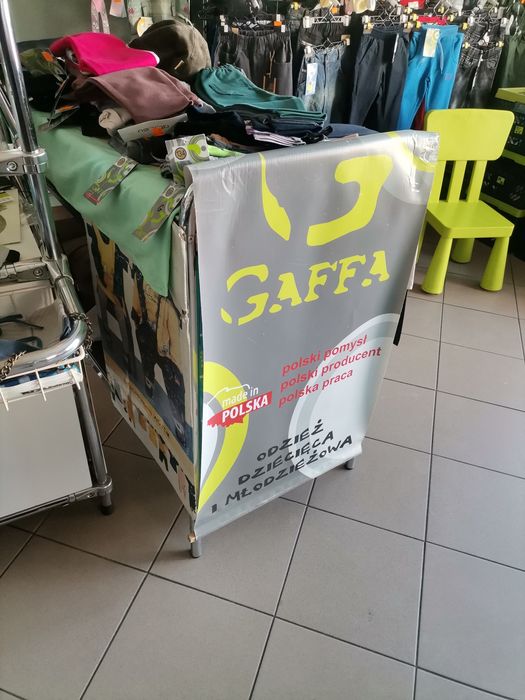 GAFFA
polski pomysł
polski producent
polska praca
made in
POLSKA
ODZIEŻ
DZIECIĘCA
I MŁODZIEŻOWA